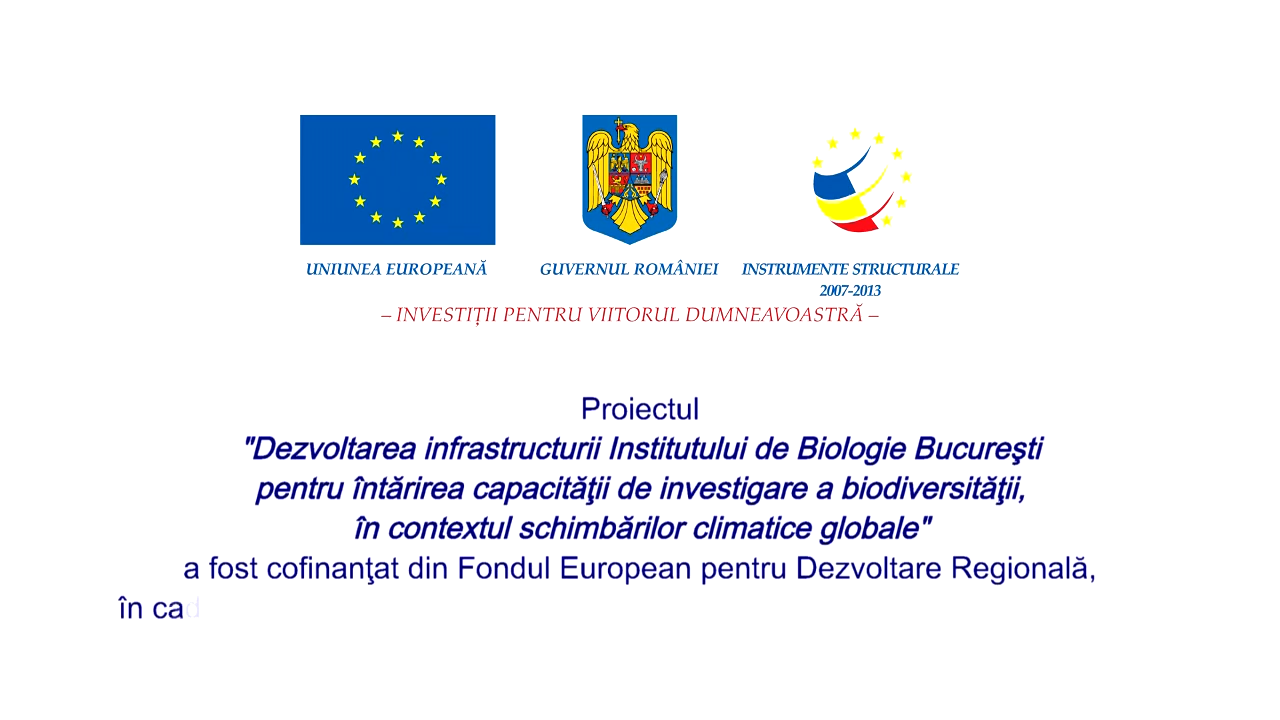 UNIUNEA EUROPEANĂ
GUVERNUL ROMÂNIEI
INSTRUMENTE STRUCTURALE
2007-2013
– INVESTIȚII PENTRU VIITORUL DUMNEAVOASTRĂ –
Proiectul
"Dezvoltarea infrastructurii Institutului de Biologie Bucureşti
pentru întărirea capacităţii de investigare a biodiversităţii,
în contextul schimbărilor climatice globale"
a fost cofinanţat din Fondul European pentru Dezvoltare Regională,
în cad